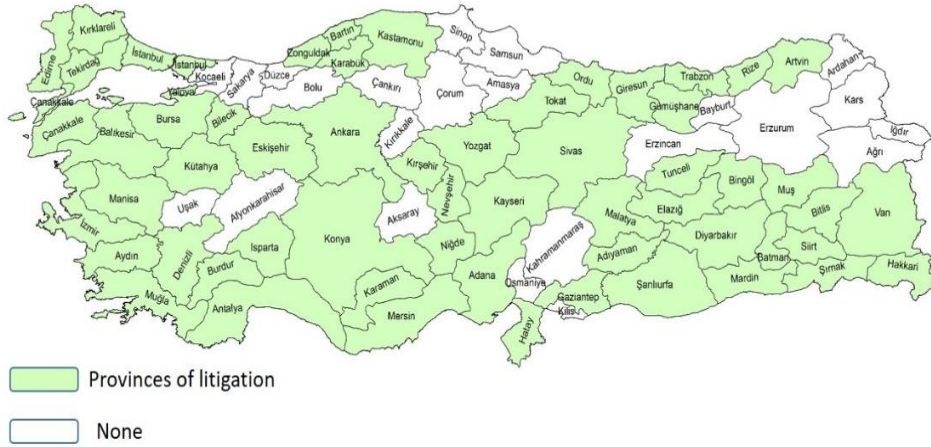 Kırklareli
Edirne
Tekirdağ
İstanbul
İstanbul
Kocaeli
Yalova
Sakarya
Düzce
Zonguldak
Bartın
Karabük
Kastamonu
Sinop
Samsun
Bolu
Çankırı
Çorum
Amasya
Ordu
Tokat
Giresun
Trabzon
Gümüşhane
Bayburt
Rize
Artvin
Ardahan
Kars
Iğdır
Ağrı
Erzurum
Erzincan
Çanakkale
Çanakkale
Balıkesir
Bursa
Bilecik
Eskişehir
Kütahya
Ankara
Kırıkkale
Kırşehir
Yozgat
Sivas
Nevşehir
Kayseri
Tunceli
Bingöl
Muş
Elazığ
Bitlis
Van
Malatya
Diyarbakır
Adıyaman
Batman
Siirt
Şırnak
Hakkari
Mardin
Şanlıurfa
Manisa
Uşak
Afyonkarahisar
İzmir
Aydın
Denizli
Isparta
Burdur
Muğla
Antalya
Konya
Aksaray
Niğde
Karaman
Mersin
Adana
Kahramanmaraş
Osmaniye
Gaziantep
Kilis
Hatay
Provinces of litigation
None